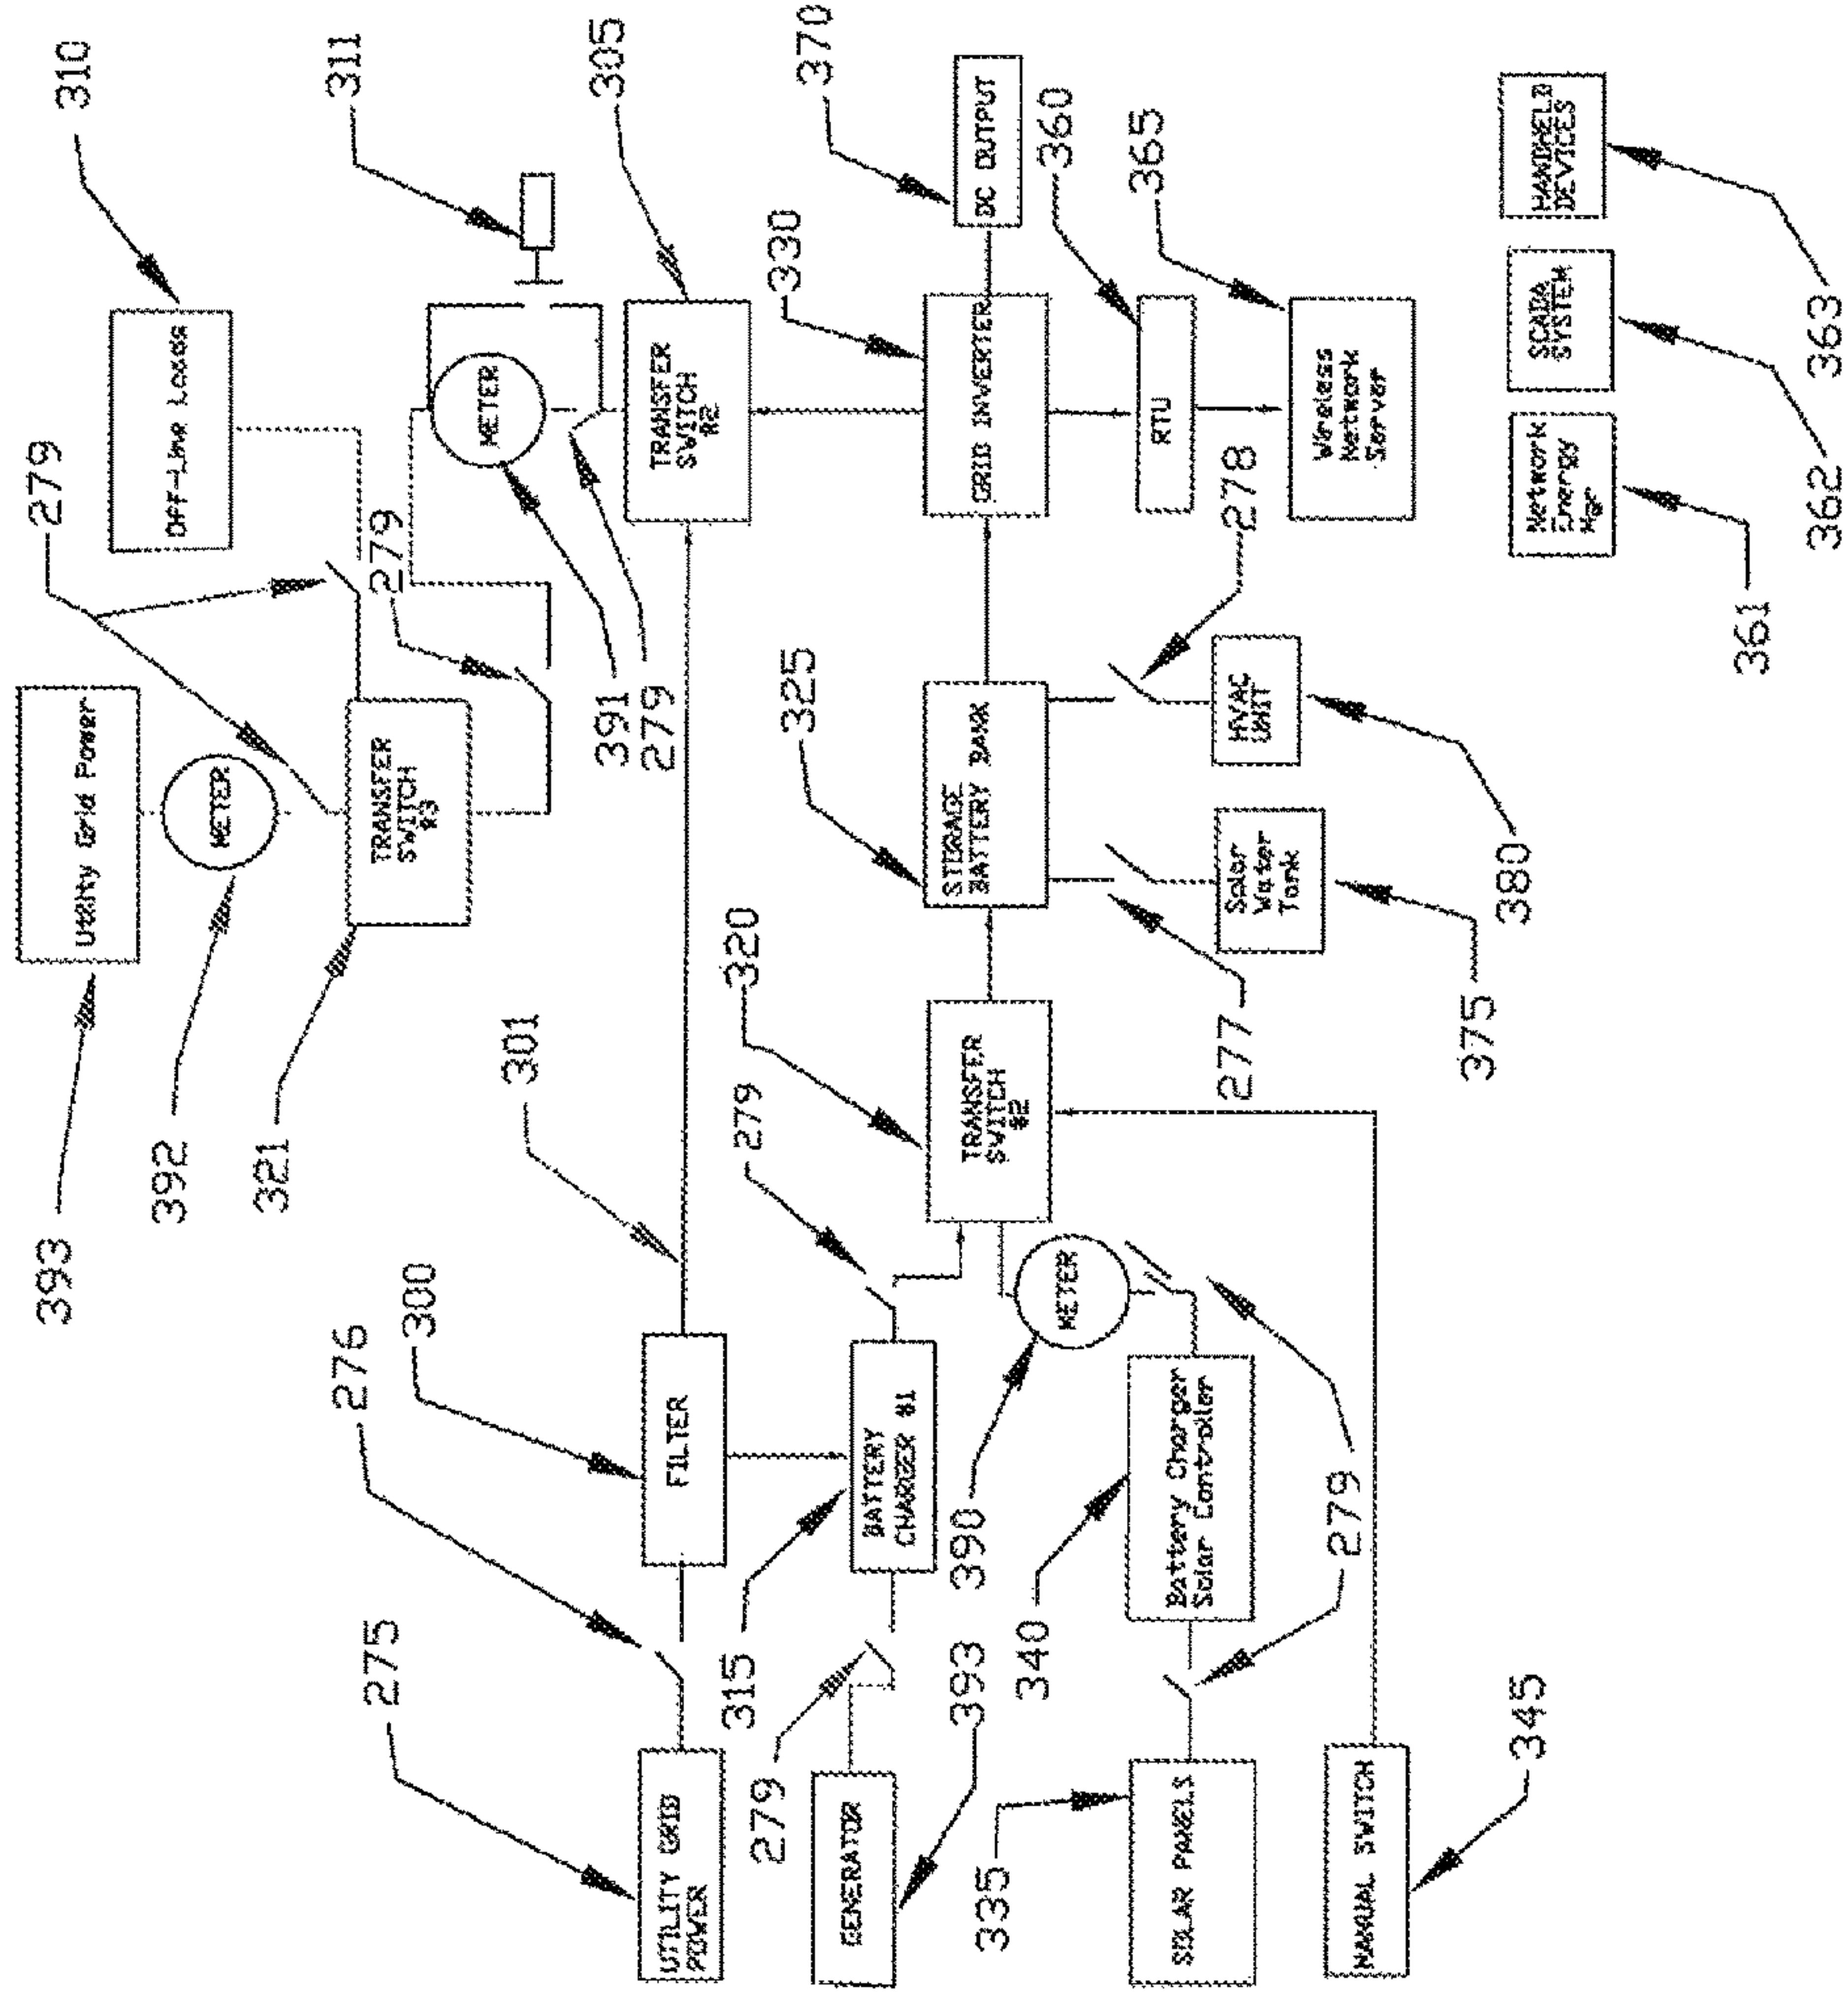 393
Utility Grid Power
279
310
Off-Line Loads
392
METER
321
TRANSFER
SWITCH
#3
279
311
276
300
301
391
279
METER
305
275
UTILITY GRID
POWER
FILTER
TRANSFER
SWITCH
#2
315
279
279
320
325
330
370
GENERATOR
BATTERY
CHARGER #1
393
390
TRANSFER
SWITCH
#2
STORAGE
BATTERY BANK
GRID INVERTER
DC OUTPUT
335
340
METER
360
SOLAR PANELS
Battery Charger
Solar Controller
RTU
365
277
278
Solar
Water
Tank
HVAC
UNIT
Wireless
Network
Server
279
MANUAL SWITCH
345
375
380
Network
Energy
Mgr
SCADA
SYSTEM
HANDHELD
DEVICES
361
362
363